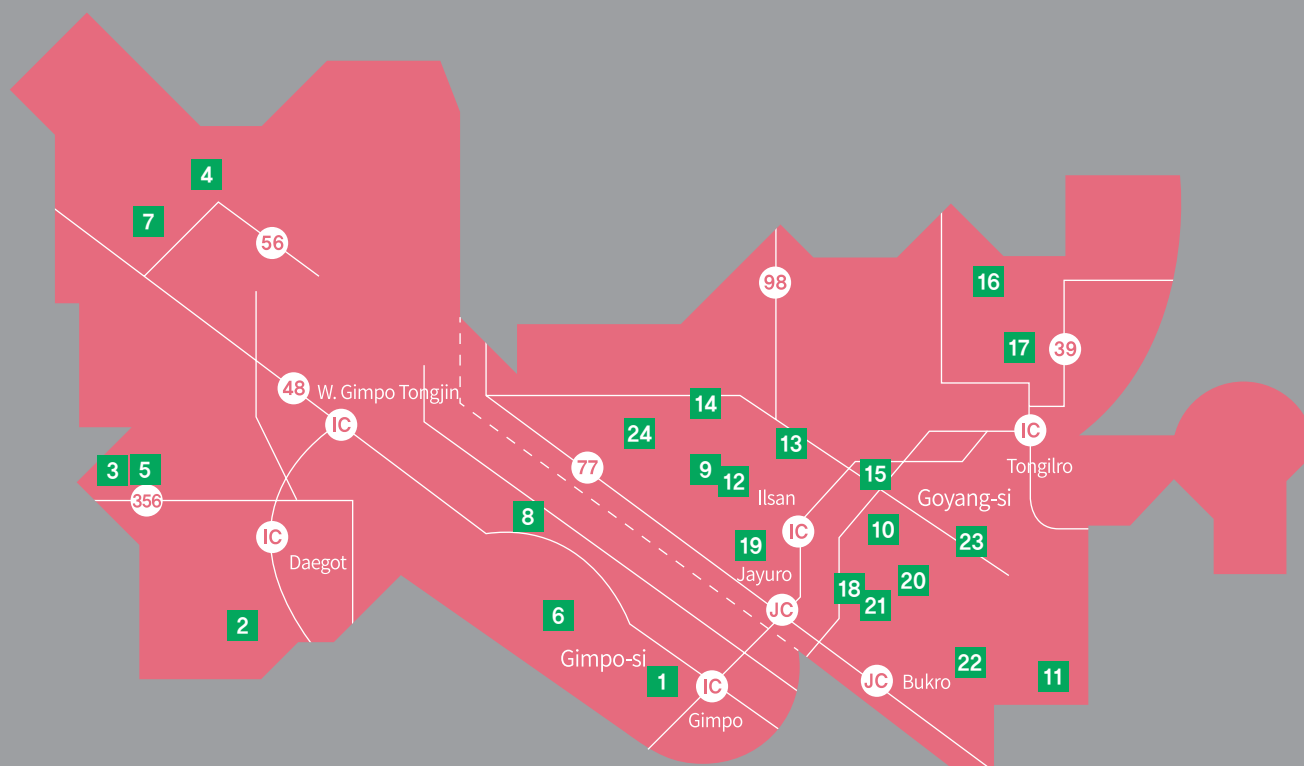 4
7
56
16
98
17
39
48
W. Gimpo Tongjin
14
IC
24
13
IC
3
5
9
Tongilro
77
12
15
356
Ilsan
Goyang-si
8
IC
10
IC
19
23
Daegot
Jayuro
18
20
21
6
JC
2
Gimpo-si
1
IC
JC
Bukro
22
11
Gimpo